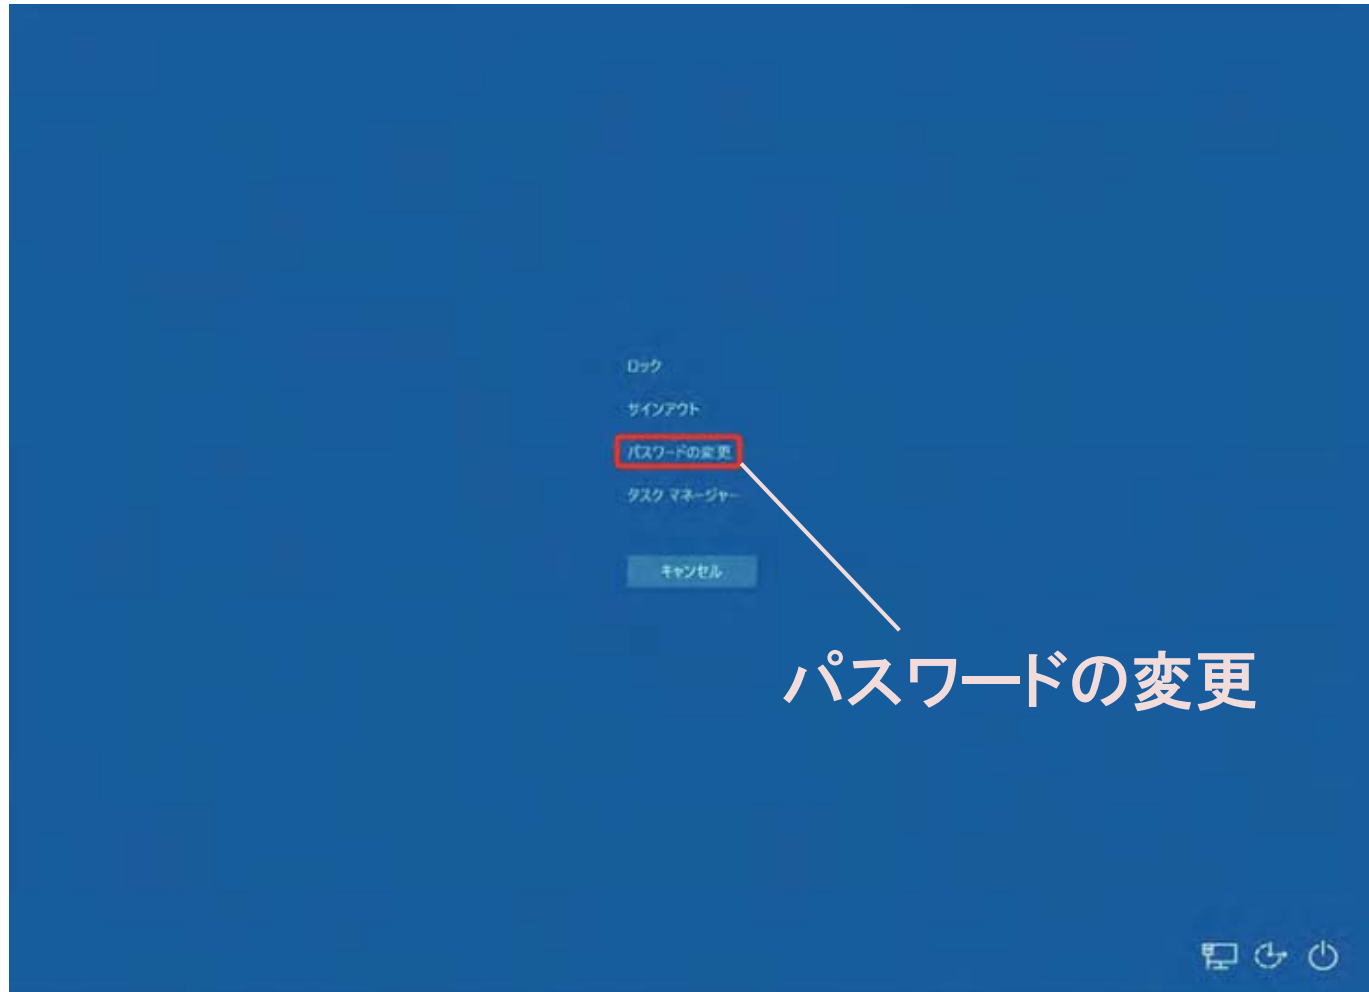 ロック
サインアウト
パスワードの変更
タスク マネージャー
キャンセル
パスワードの変更